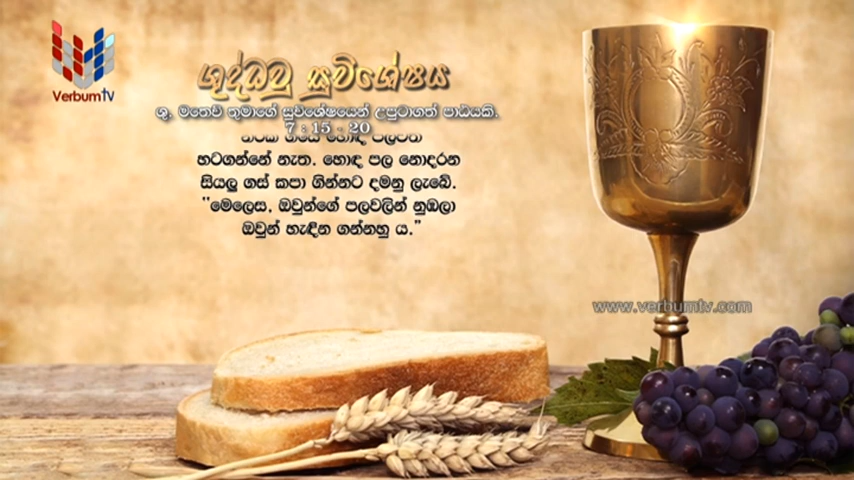 VerbumTV
ශුද්ධවූ සුවිශේෂය
ශු. මතෙව් තුමාගේ සුවිශේෂයෙන් උපුටාගත් පාඨයකි.
7 : 15 - 20
හටගන්නේ නැත. හොඳ පල නොදරන
සියලු ගස් කපා ගින්නට දමනු ලැබේ.
"මෙලෙස, ඔවුන්ගේ පලවලින් නුඹලා
ඔවුන් හැඳින ගන්නහු ය."
www.verbumtv.com